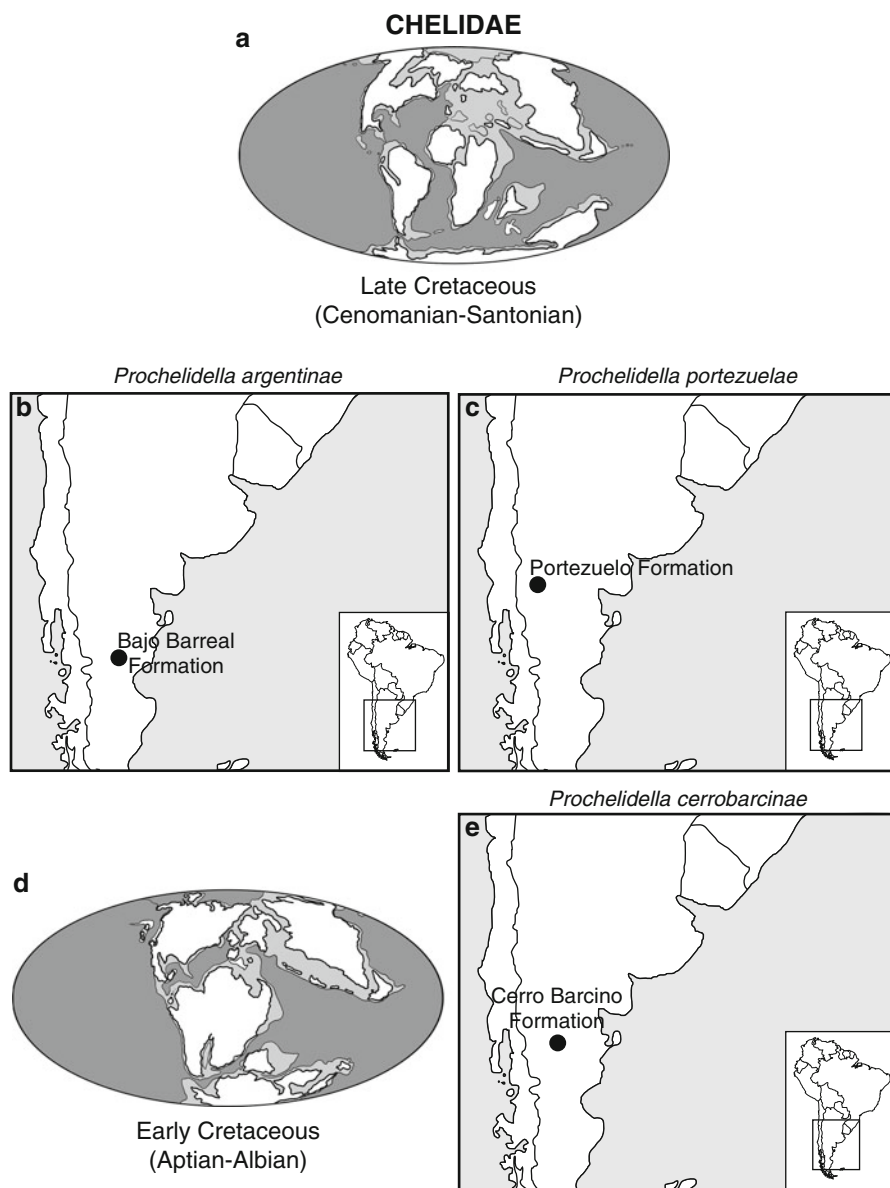 CHELIDAE
a
Late Cretaceous
(Cenomanian-Santonian)
Prochelidella argentinae
b
Bajo Barreal
Formation
Prochelidella portezuelae
c
Portezuelo Formation
d
Early Cretaceous
(Aptian-Albian)
Prochelidella cerrobarcinae
e
Cerro Barcino
Formation